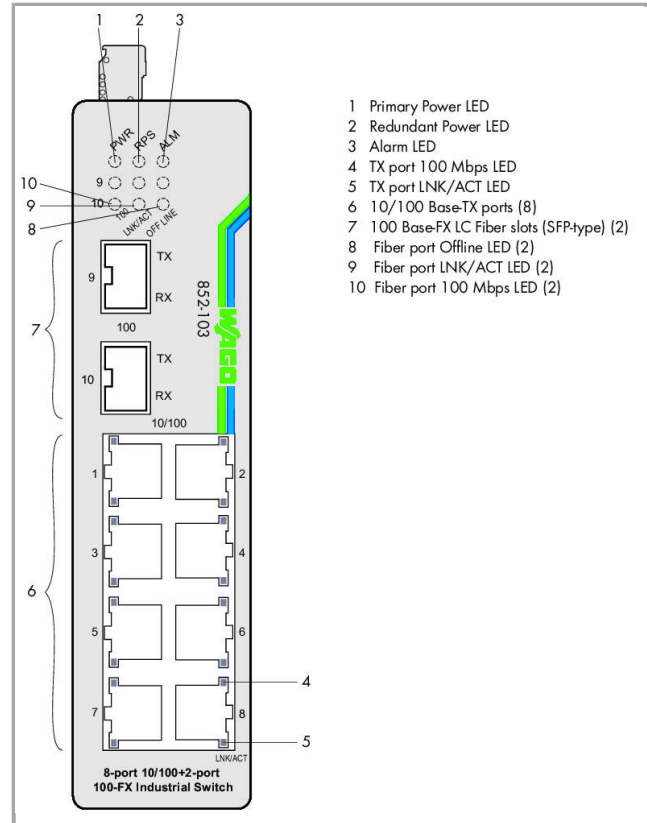 1 2 3
PWR RPS ALM
9
10 10
9 100 LNK/ACT OFF LINE
8
TX
9
RX
7 100
TX
10
RX
10/100
852-103
WAGO
1 2
3 4
6
5 6
4
7 8
5
LNK/ACT
8-port 10/100+2-port
100-FX Industrial Switch
1 Primary Power LED
2 Redundant Power LED
3 Alarm LED
4 TX port 100 Mbps LED
5 TX port LNK/ACT LED
6 10/100 Base-TX ports (8)
7 100 Base-FX LC Fiber slots (SFP-type) (2)
8 Fiber port Offline LED (2)
9 Fiber port LNK/ACT LED (2)
10 Fiber port 100 Mbps LED (2)